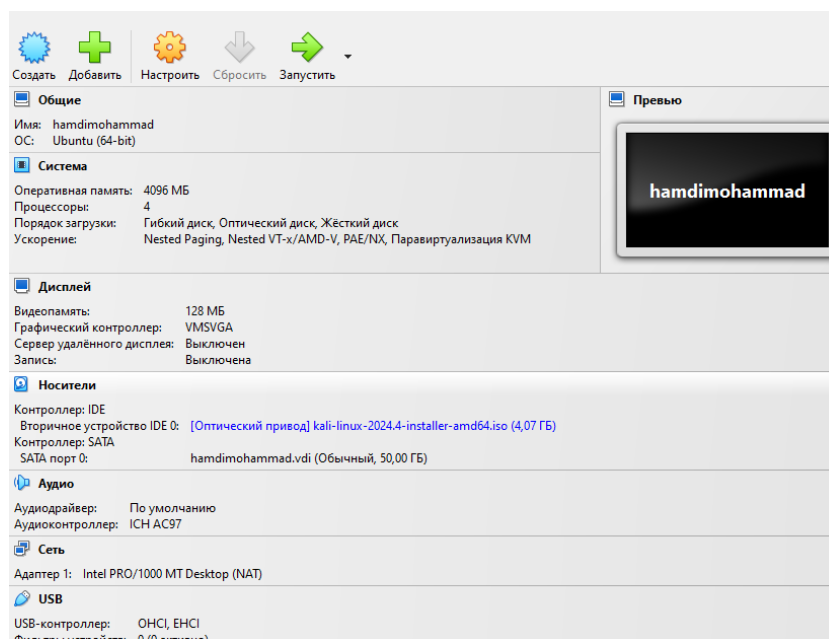 Создать Добавить Настроить Сбросить Запустить
Общие
Имя: hamdimohammad
ОС: Ubuntu (64-bit)
Превью
hamdimohammad
Система
Оперативная память: 4096 МБ
Процессоры: 4
Порядок загрузки: Гибкий диск, Оптический диск, Жёсткий диск
Ускорение: Nested Paging, Nested VT-x/AMD-V, PAE/NX, Паравиртуализация KVM
Дисплей
Видеопамять: 128 МБ
Графический контроллер: VMSVGA
Сервер удалённого дисплея: Выключен
Запись: Выключена
Носители
Контроллер: IDE
Вторичное устройство IDE 0: [Оптический привод] kali-linux-2024.4-installer-amd64.iso (4,07 ГБ)
Контроллер: SATA
SATA порт 0: hamdimohammad.vdi (Обычный, 50,00 ГБ)
Аудио
Аудиодрайвер: По умолчанию
Аудиоконтроллер: ICH AC97
Сеть
Адаптер 1: Intel PRO/1000 MT Desktop (NAT)
USB
USB-контроллер: OHCI, EHCI
Фильтры устройств: 0 (0 активно)